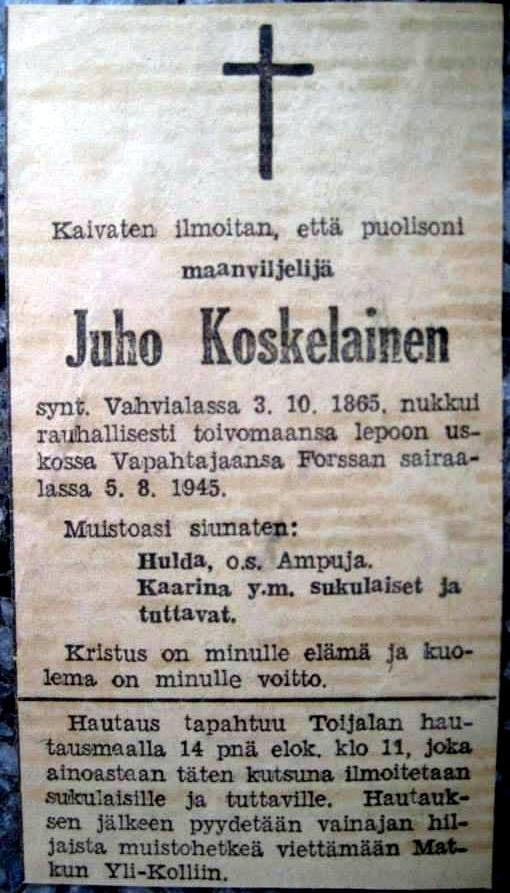 Kaivaten ilmoitan, että puolisoni
maanviljelijä
Juho Koskelainen
synt. Vahvialassa 3. 10. 1865, nukkui
rauhallisesti toivomaansa lepoon us-
kossa Vapahtajaansa Forssan sairaa-
lassa 5. 8. 1945.
Muistoasi siunaten:
Hulda, o.s. Ampuja.
Kaarina y.m. sukulaiset ja
tuttavat.
Kristus on minulle elämä ja kuo-
lema on minulle voitto.
Hautaus tapahtuu Toijalan hau-
tausmaalla 14 pnä elok. klo 11, joka
ainoastaan täten kutsuna ilmoitetaan
sukulaisille ja tuttaville. Hautauk-
sen jälkeen pyydetään vainajan hil-
jaista muistohetkeä viettämään Mat-
kun Yli-Kolliin.